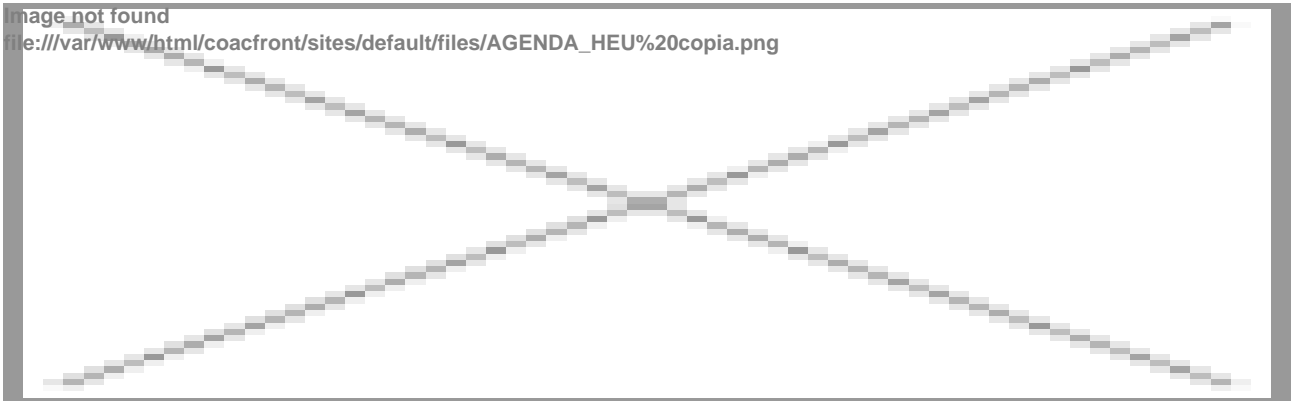 Image not found
file:///var/www/html/coacfront/sites/default/files/AGENDA_HEU%20copia.png